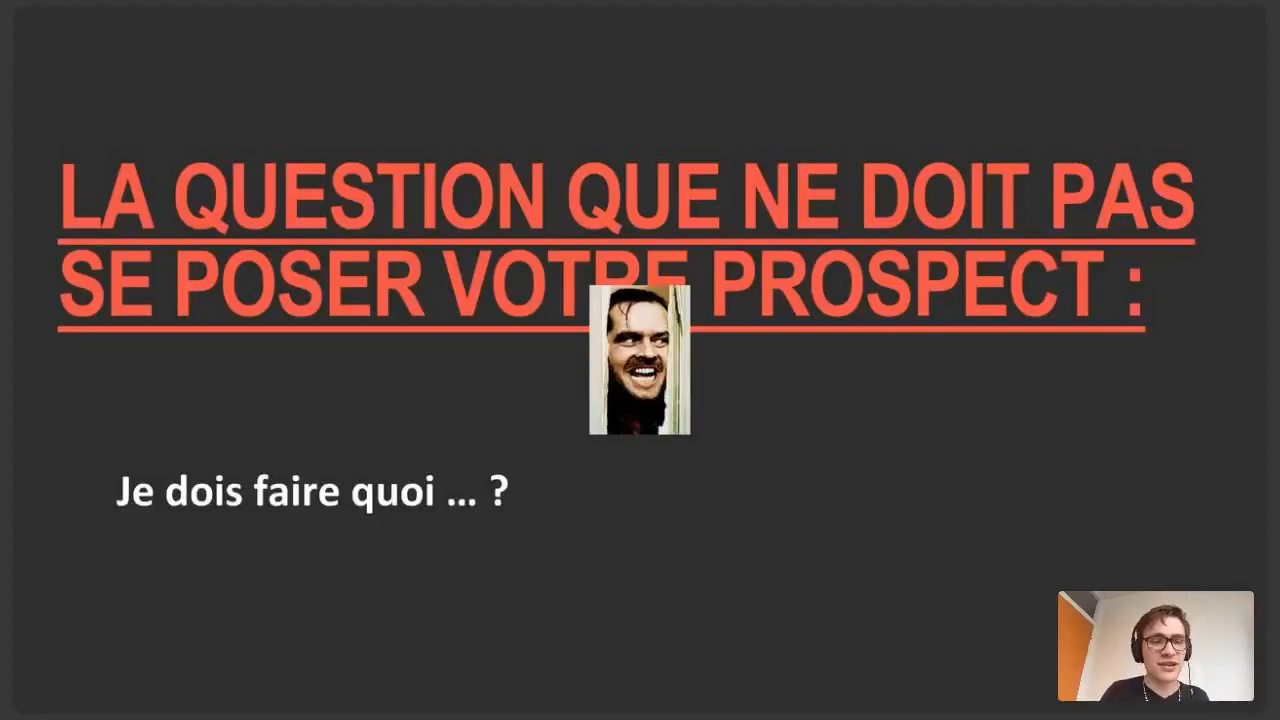 LA QUESTION QUE NE DOIT PAS
SE POSER VOTRE PROSPECT :
Je dois faire quoi ... ?